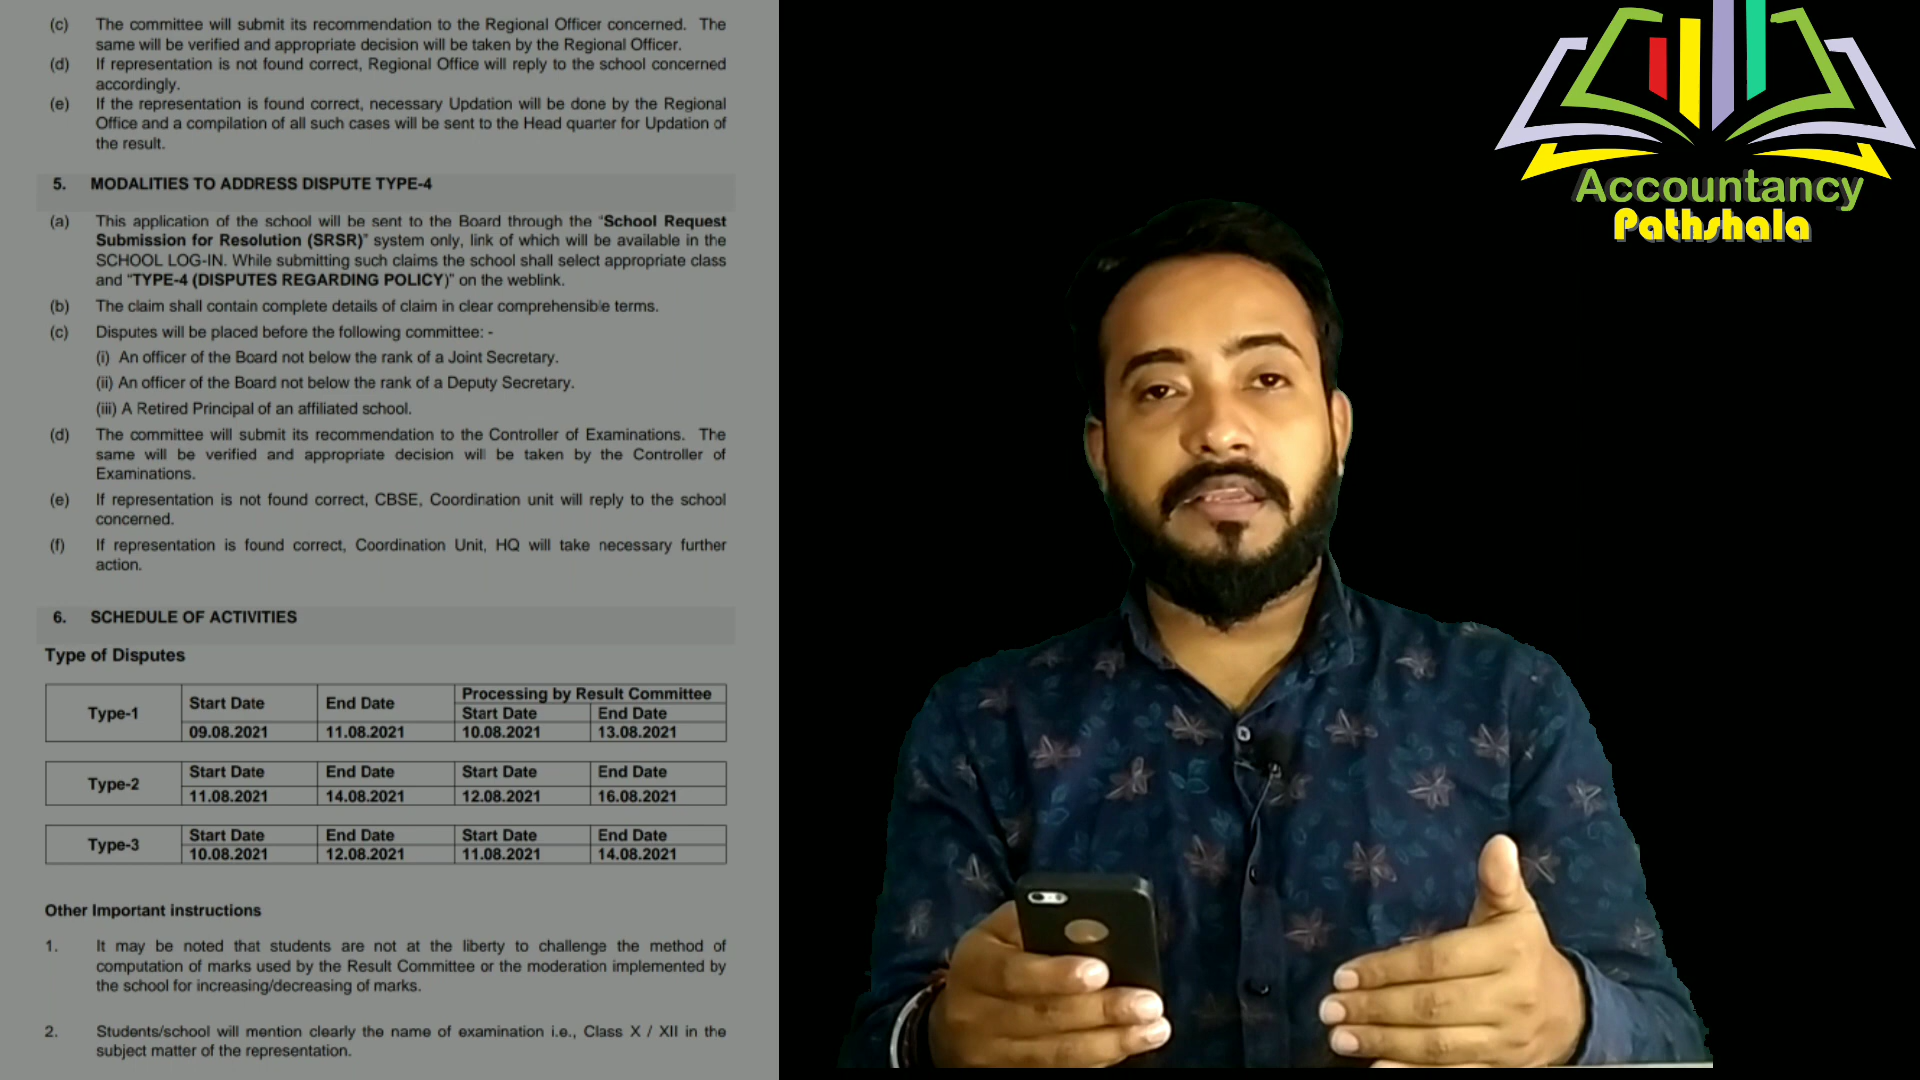 (c) The committee will submit its recommendation to the Regional Officer concerned. The
same will be verified and appropriate decision will be taken by the Regional Officer.
(d) If representation is not found correct, Regional Office will reply to the school concerned
accordingly.
(e) If the representation is found correct, necessary Updation will be done by the Regional
Office and a compilation of all such cases will be sent to the Head quarter for Updation of
the result.
5. MODALITIES TO ADDRESS DISPUTE TYPE-4
(a) This application of the school will be sent to the Board through the "School Request
Submission for Resolution (SRSR)" system only, link of which will be available in the
SCHOOL LOG-IN. While submitting such claims the school shall select appropriate class
and "TYPE-4 (DISPUTES REGARDING POLICY)" on the weblink.
(b) The claim shall contain complete details of claim in clear comprehensible terms.
(c) Disputes will be placed before the following committee: -
(i) An officer of the Board not below the rank of a Joint Secretary.
(ii) An officer of the Board not below the rank of a Deputy Secretary.
(iii) A Retired Principal of an affiliated school.
(d) The committee will submit its recommendation to the Controller of Examinations. The
same will be verified and appropriate decision will be taken by the Controller of
Examinations.
(e) If representation is not found correct, CBSE, Coordination unit will reply to the school
concerned.
(f) If representation is found correct, Coordination Unit, HQ will take necessary further
action.
6. SCHEDULE OF ACTIVITIES
Type of Disputes
Type-1 Start Date End Date Processing by Result Committee
Start Date End Date
09.08.2021 11.08.2021 10.08.2021 13.08.2021
Type-2 Start Date End Date Start Date End Date
11.08.2021 14.08.2021 12.08.2021 16.08.2021
Type-3 Start Date End Date Start Date End Date
10.08.2021 12.08.2021 11.08.2021 14.08.2021
Other Important instructions
1. It may be noted that students are not at the liberty to challenge the method of
computation of marks used by the Result Committee or the moderation implemented by
the school for increasing/decreasing of marks.
2. Students/school will mention clearly the name of examination i.e., Class X / XII in the
subject matter of the representation.
Accountancy
Pathshala